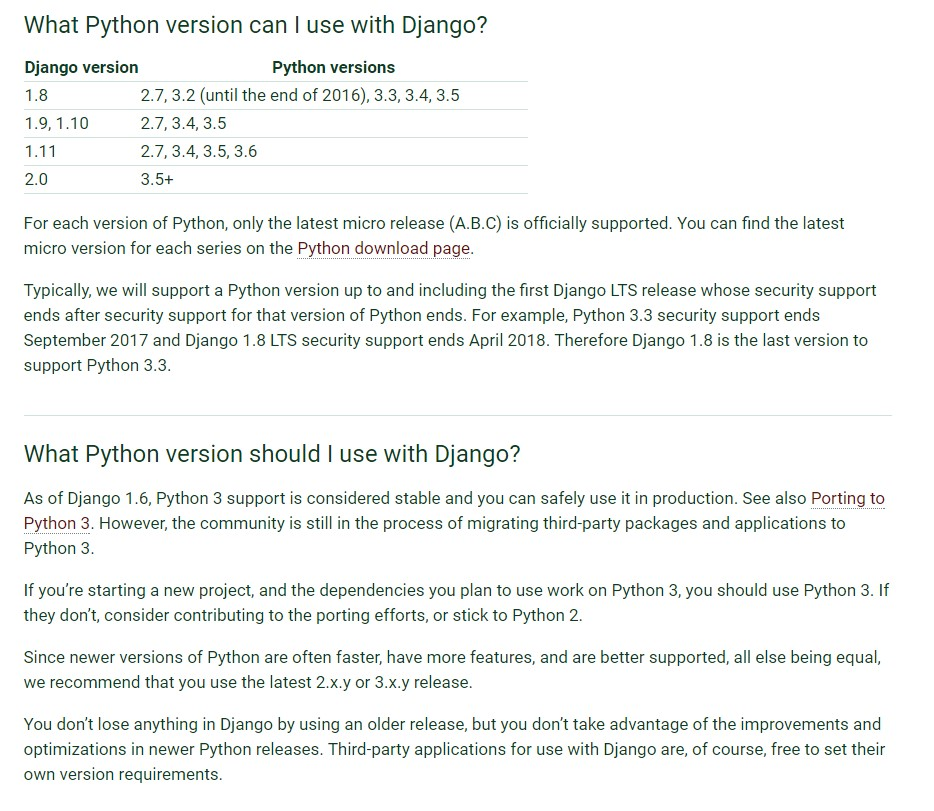 What Python version can I use with Django?
Django version Python versions
1.8 2.7, 3.2 (until the end of 2016), 3.3, 3.4, 3.5
1.9, 1.10 2.7, 3.4, 3.5
1.11 2.7, 3.4, 3.5, 3.6
2.0 3.5+
For each version of Python, only the latest micro release (A.B.C) is officially supported. You can find the latest
micro version for each series on the Python download page.
Typically, we will support a Python version up to and including the first Django LTS release whose security support
ends after security support for that version of Python ends. For example, Python 3.3 security support ends
September 2017 and Django 1.8 LTS security support ends April 2018. Therefore Django 1.8 is the last version to
support Python 3.3.
What Python version should I use with Django?
As of Django 1.6, Python 3 support is considered stable and you can safely use it in production. See also Porting to
Python 3. However, the community is still in the process of migrating third-party packages and applications to
Python 3.
If you’re starting a new project, and the dependencies you plan to use work on Python 3, you should use Python 3. If
they don’t, consider contributing to the porting efforts, or stick to Python 2.
Since newer versions of Python are often faster, have more features, and are better supported, all else being equal,
we recommend that you use the latest 2.x.y or 3.x.y release.
You don’t lose anything in Django by using an older release, but you don’t take advantage of the improvements and
optimizations in newer Python releases. Third-party applications for use with Django are, of course, free to set their
own version requirements.